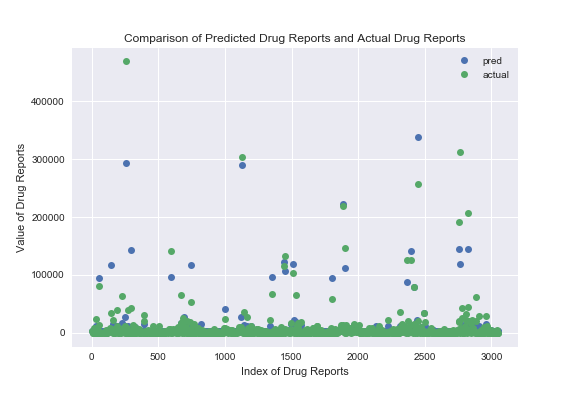 Comparison of Predicted Drug Reports and Actual Drug Reports
pred
actual
400000
300000
200000
100000
0
Value of Drug Reports
0 500 1000 1500 2000 2500 3000
Index of Drug Reports